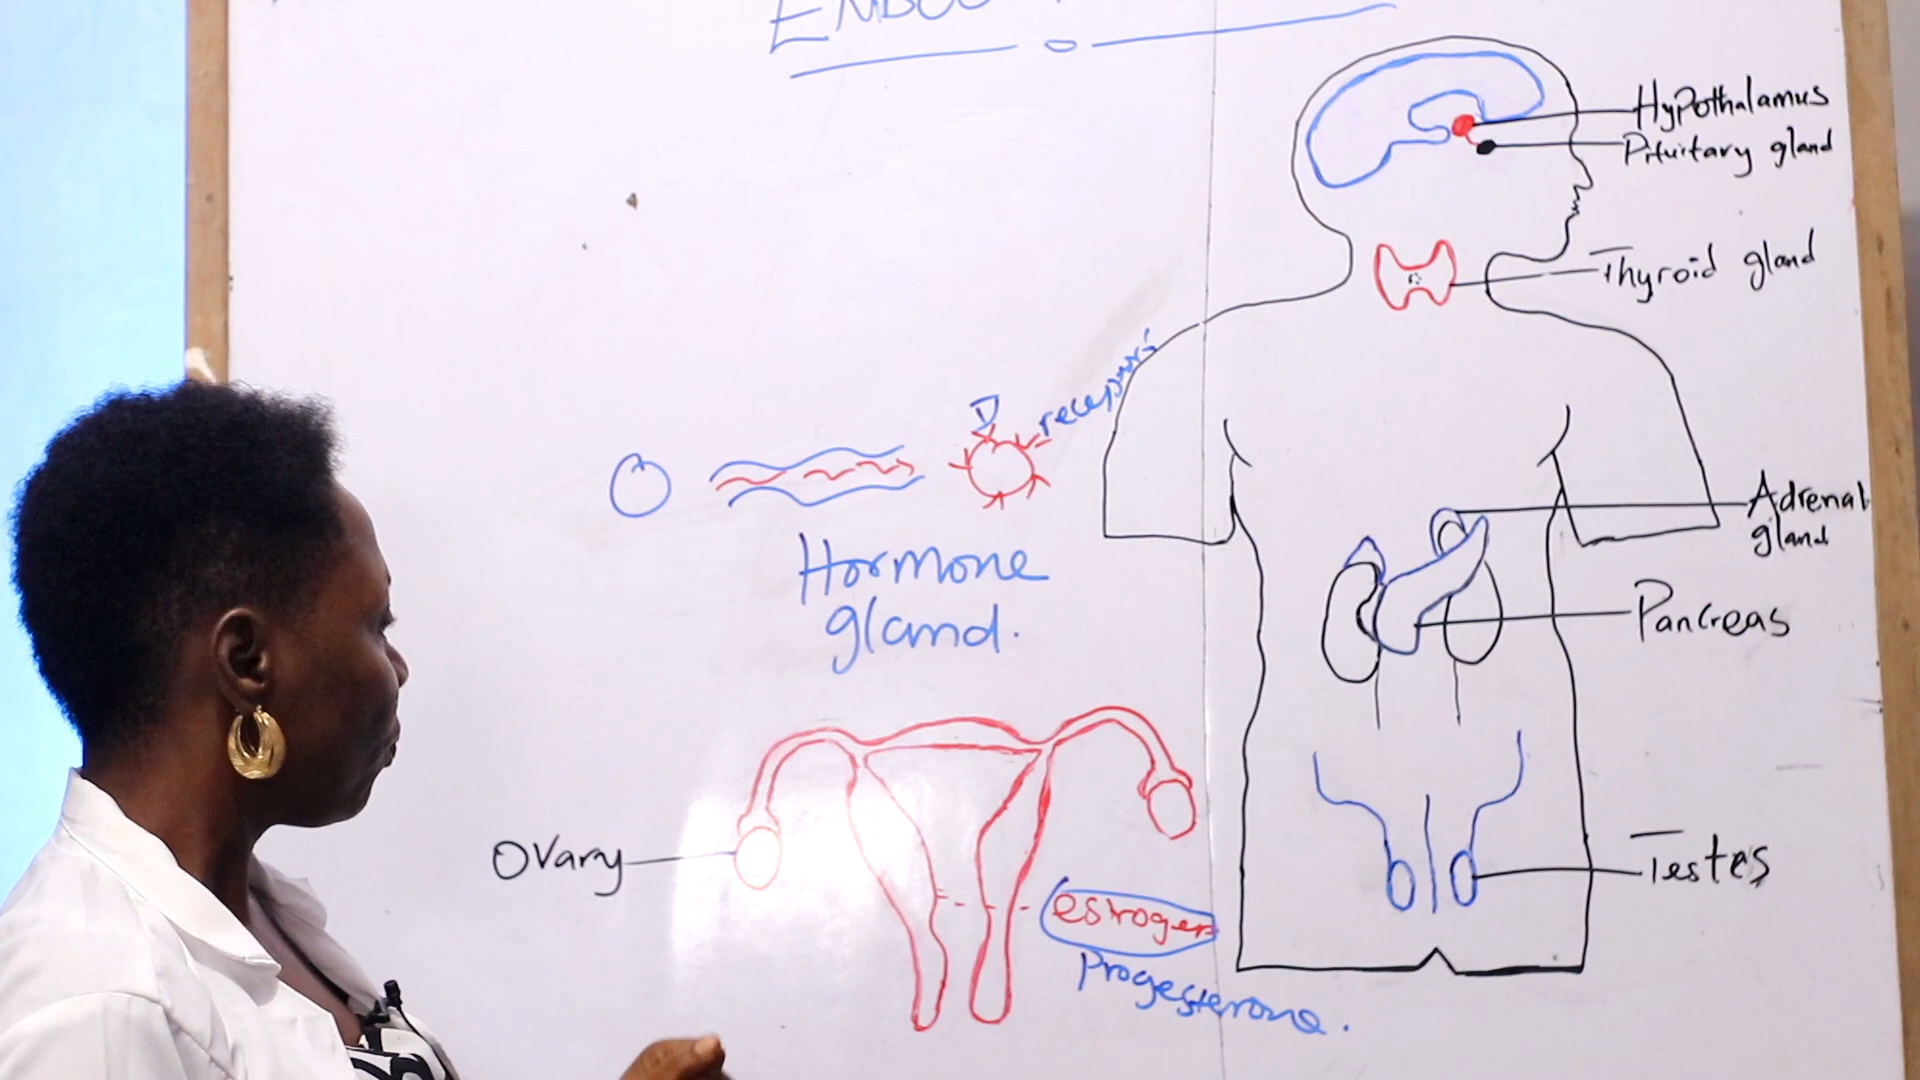 Hypothalamus
Pituitary gland
Thyroid gland
receptors
Hormone
gland.
Adrenal
gland
Pancreas
Ovary
estrogen
Progesterone.
Testes